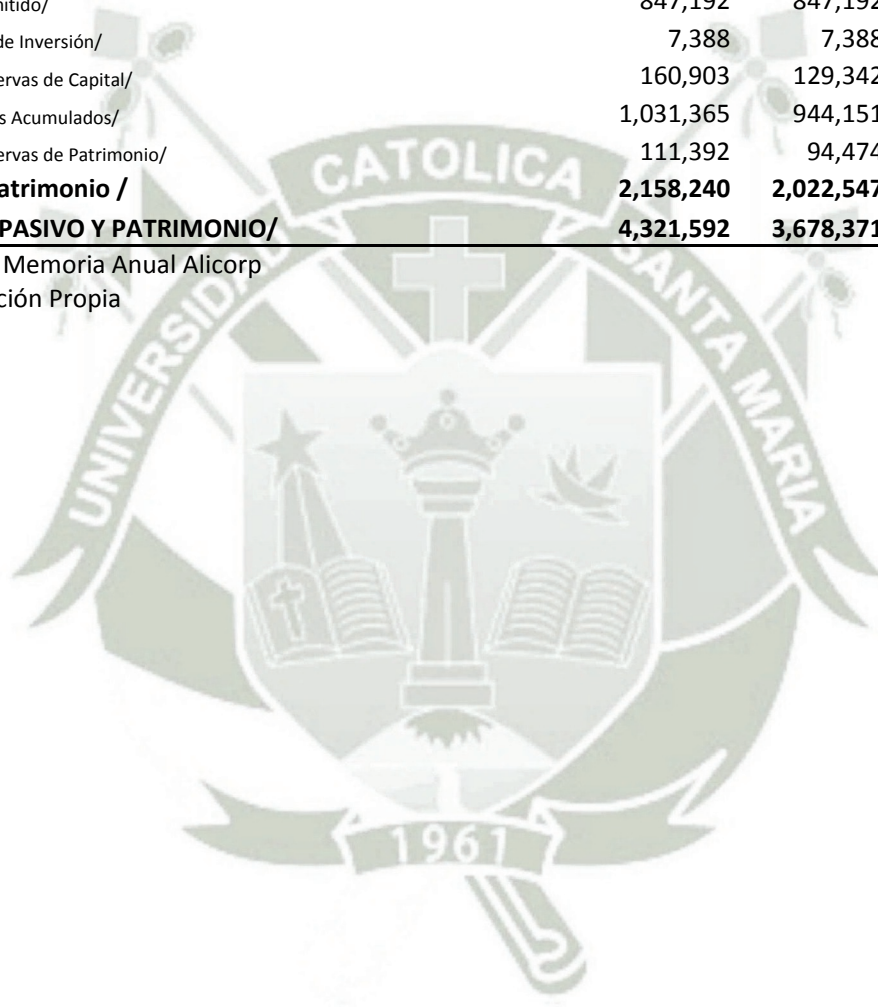 nitido/ 847,192 847,192
de Inversión/ 7,388 7,388
ervas de Capital/ 160,903 129,342
s Acumulados/ 1,031,365 944,151
ervas de Patrimonio/ 111,392 94,474
atrimonio / 2,158,240 2,022,547
PASIVO Y PATRIMONIO/ 4,321,592 3,678,371
Memoria Anual Alicorp
ción Propia
UNIVERSIDAD CATOLICA SANTA MARIA
1961